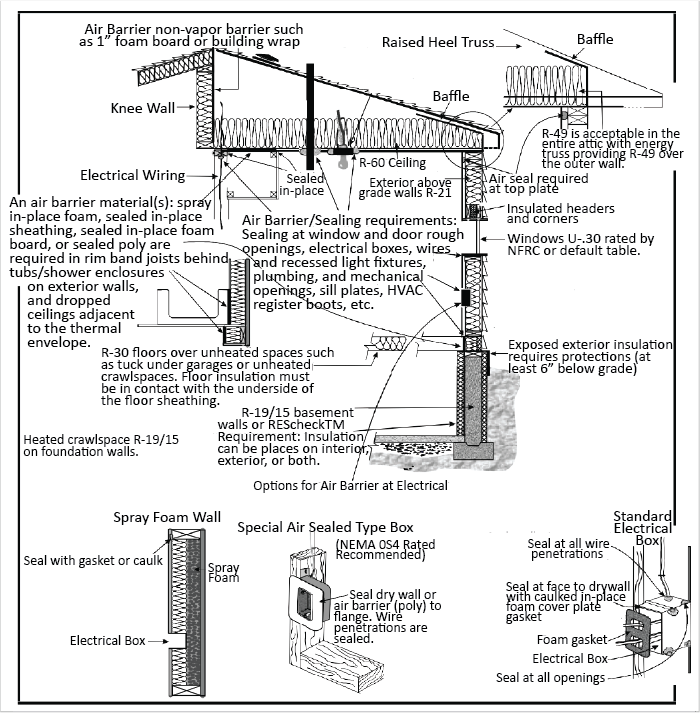 Air Barrier non-vapor barrier such
as 1” foam board or building wrap
Raised Heel Truss
Baffle
Knee Wall
Baffle
R-49 is acceptable in the
entire attic with energy
truss providing R-49 over
the outer wall.
R-60 Ceiling
Electrical Wiring
Sealed
in-place
Exterior above
grade walls R-21
Air seal required
at top plate
An air barrier material(s): spray
in-place foam, sealed in-place
sheathing, sealed in-place foam
board, or sealed poly are
required in rim band joists behind
tubs/shower enclosures
on exterior walls,
and dropped
ceilings adjacent
to the thermal
envelope.
Air Barrier/Sealing requirements:
Sealing at window and door rough
openings, electrical boxes, wires
and recessed light fixtures,
plumbing, and mechanical
openings, sill plates, HVAC
register boots, etc.
Insulated headers
and corners
Windows U-.30 rated by
NFRC or default table.
R-30 floors over unheated spaces such
as tuck under garages or unheated
crawlspaces. Floor insulation must
be in contact with the underside of
the floor sheathing.
Exposed exterior insulation
requires protections (at
least 6” below grade)
R-19/15 basement
walls or REScheckTM
Requirement: Insulation
can be places on interior,
exterior, or both.
Heated crawlspace R-19/15
on foundation walls.
Options for Air Barrier at Electrical
Spray Foam Wall
Seal with gasket or caulk
Spray
Foam
Electrical Box
Special Air Sealed Type Box
(NEMA 0S4 Rated
Recommended)
Seal dry wall or
air barrier (poly) to
flange. Wire
penetrations are
sealed.
Standard
Electrical
Box
Seal at all wire
penetrations
Seal at face to drywall
with caulked in-place
foam cover plate
gasket
Foam gasket
Electrical Box
Seal at all openings